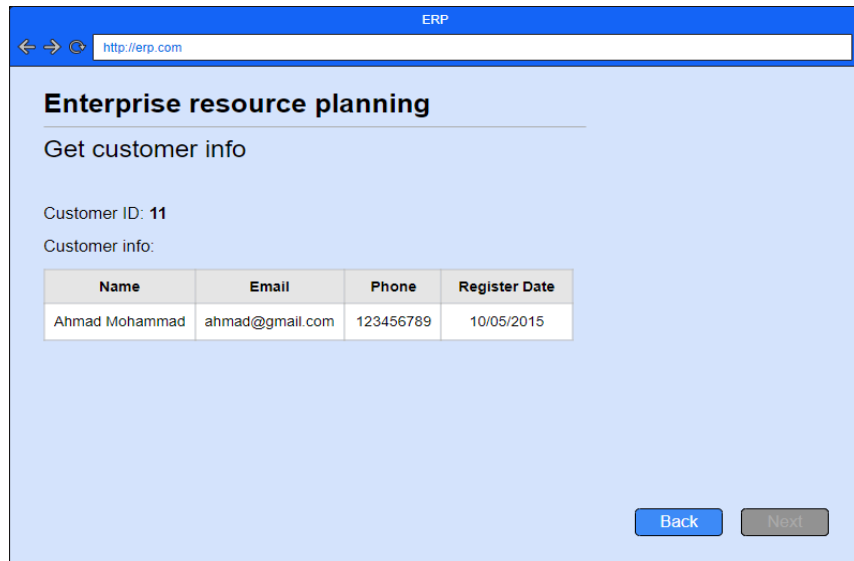 ERP
http://erp.com
Enterprise resource planning
Get customer info
Customer ID: 11
Customer info:
Name Email Phone Register Date
Ahmad Mohammad ahmad@gmail.com 123456789 10/05/2015
Back Next